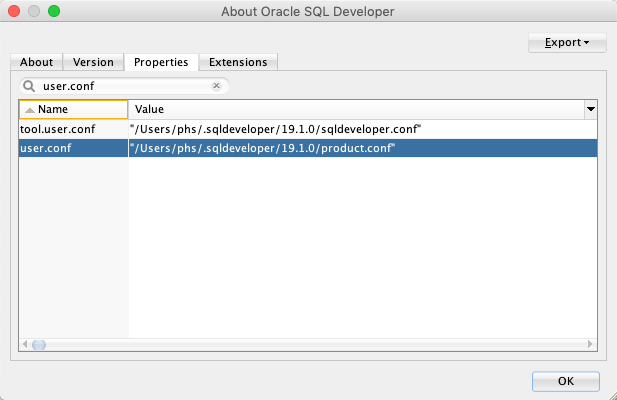 About Oracle SQL Developer
Export
About Version Properties Extensions
user.conf
Name Value
tool.user.conf "/Users/phs/.sqldeveloper/19.1.0/sqldeveloper.conf"
user.conf "/Users/phs/.sqldeveloper/19.1.0/product.conf"
OK